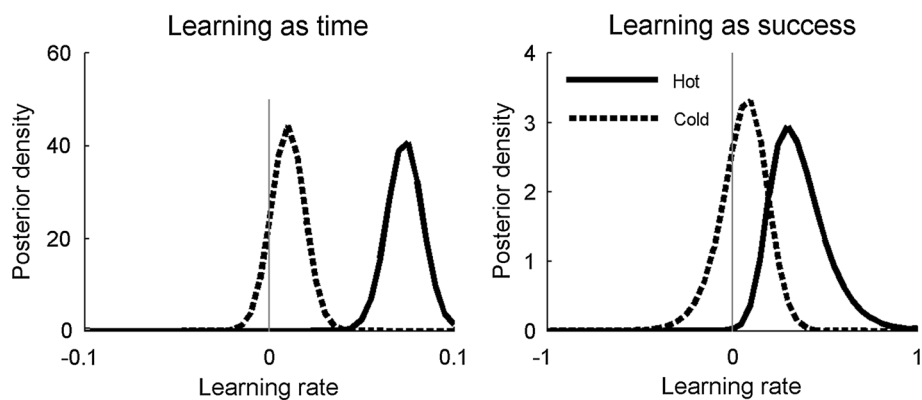 Learning as time
60
40
20
0
Posterior density
-0.1
0
0.1
Learning rate
Learning as success
4
3
2
1
0
Posterior density
Hot
Cold
-1
0
1
Learning rate